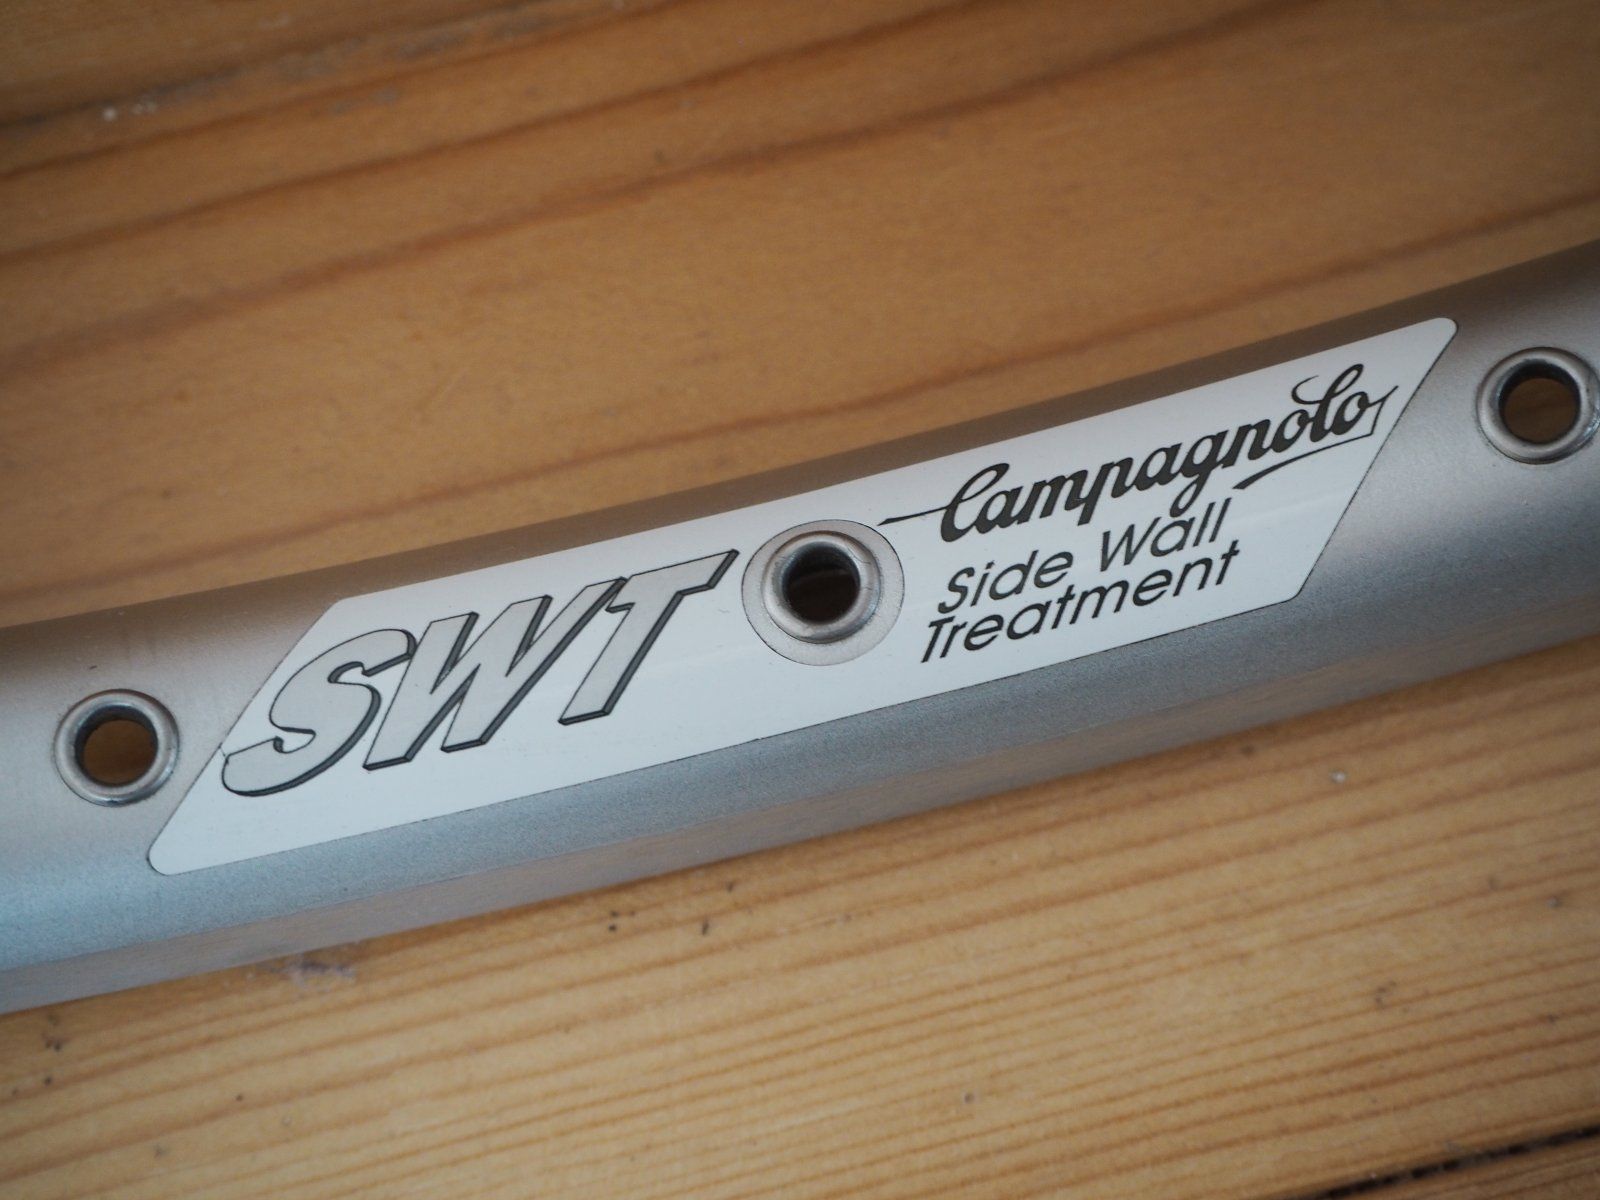 SWT
Campagnolo
Side Wall
Treatment